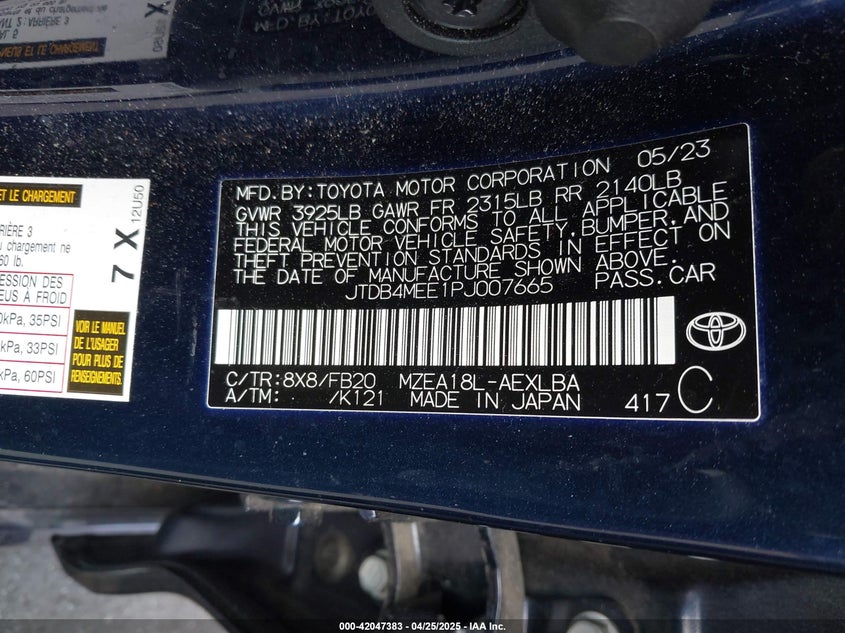 ET LE CHARGEMENT
7 X
12U50
60 lb.
35PSI
33PSI
kPa, 60PSI
VOIR LE MANUEL
DE L'USAGER
POUR PLUS DE
RENSEIGNEMENTS
MFD.BY:TOYOTA MOTOR CORPORATION 05/23
GVWR 3925LB GAWR FR 2315LB RR 2140LB
THIS VEHICLE CONFORMS TO ALL APPLICABLE
FEDERAL MOTOR VEHICLE SAFETY,BUMPER,AND
THEFT PREVENTION STANDARDS IN EFFECT ON
THE DATE OF MANUFACTURE SHOWN ABOVE.
JTDB4MEE1PJ007665 PASS.CAR
C/TR:8X8/FB20 MZEA18L-AEXLBA
A/TM: /K121 MADE IN JAPAN 417 C
000-42047383 - 04/25/2025 - IAA Inc.